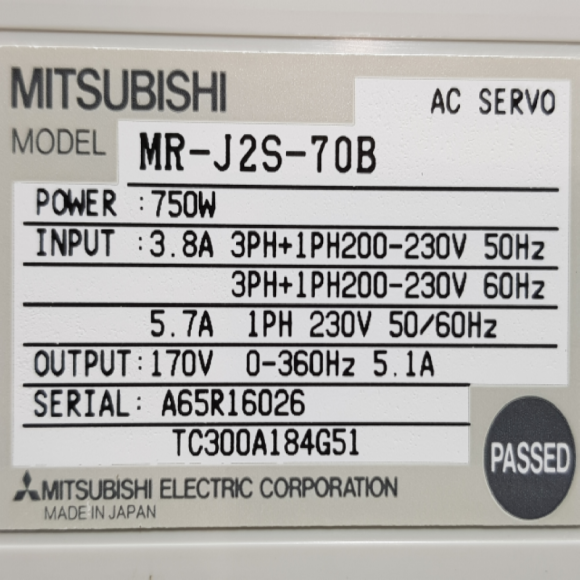 MITSUBISHI
AC SERVO
MODEL MR-J2S-70B
POWER :750W
INPUT :3.8A 3PH+1PH200-230V 50Hz
3PH+1PH200-230V 60Hz
5.7A 1PH 230V 50/60Hz
OUTPUT:170V 0-360Hz 5.1A
SERIAL: A65R16026
TC300A184G51
PASSED
MITSUBISHI ELECTRIC CORPORATION
MADE IN JAPAN